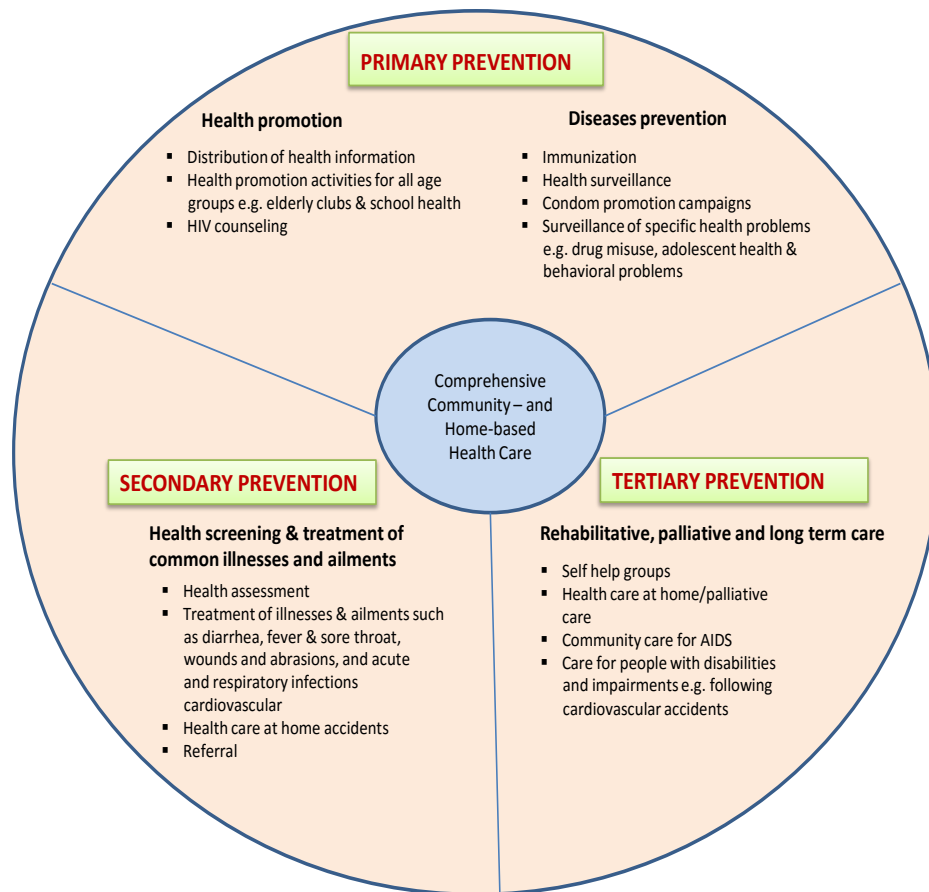 PRIMARY PREVENTION
Health promotion
▪ Distribution of health information
▪ Health promotion activities for all age
groups e.g. elderly clubs & school health
▪ HIV counseling
Diseases prevention
▪ Immunization
▪ Health surveillance
▪ Condom promotion campaigns
▪ Surveillance of specific health problems
e.g. drug misuse, adolescent health &
behavioral problems
Comprehensive
Community – and
Home-based
Health Care
SECONDARY PREVENTION
Health screening & treatment of
common illnesses and ailments
▪ Health assessment
▪ Treatment of illnesses & ailments such
as diarrhea, fever & sore throat,
wounds and abrasions, and acute
and respiratory infections
cardiovascular
▪ Health care at home accidents
▪ Referral
TERTIARY PREVENTION
Rehabilitative, palliative and long term care
▪ Self help groups
▪ Health care at home/palliative
care
▪ Community care for AIDS
▪ Care for people with disabilities
and impairments e.g. following
cardiovascular accidents